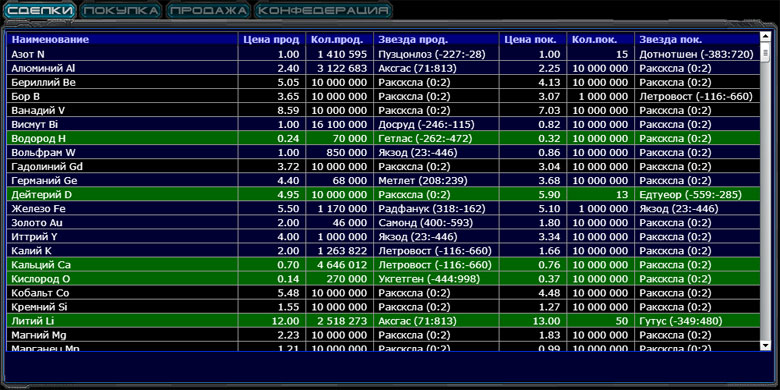 СДЕЛКИ ПОКУПКА ПРОДАЖА КОНФЕДЕРАЦИЯ
Наименование Цена прод Кол.прод. Звезда прод. Цена пок. Кол.пок. Звезда пок.
Азот N 1.00 1 410 595 Пузцонлоз (-227:-28) 1.00 15 Дотнотшен (-383:720)
Алюминий Al 2.40 3 122 683 Аксгас (71:813) 2.25 10 000 000 Раксксла (0:2)
Бериллий Be 5.05 10 000 000 Раксксла (0:2) 4.13 10 000 000 Раксксла (0:2)
Бор B 3.65 10 000 000 Раксксла (0:2) 3.07 1 000 000 Летровост (-116:-660)
Ванадий V 8.59 10 000 000 Раксксла (0:2) 7.03 10 000 000 Раксксла (0:2)
Висмут Bi 1.00 16 100 000 Досруд (-246:-115) 0.82 10 000 000 Раксксла (0:2)
Водород H 0.24 70 000 Гетлас (-262:-472) 0.32 10 000 000 Раксксла (0:2)
Вольфрам W 1.00 850 000 Якзод (23:-446) 0.86 10 000 000 Раксксла (0:2)
Гадолиний Gd 3.72 10 000 000 Раксксла (0:2) 3.04 10 000 000 Раксксла (0:2)
Германий Ge 4.40 68 000 Метлет (208:239) 3.68 10 000 000 Раксксла (0:2)
Дейтерий D 4.95 10 000 000 Раксксла (0:2) 5.90 13 Едтуеор (-559:-285)
Железо Fe 5.50 1 170 000 Радфанук (318:-162) 5.10 1 000 000 Якзод (23:-446)
Золото Au 2.00 46 000 Самонд (400:-593) 1.80 10 000 000 Раксксла (0:2)
Иттрий Y 4.00 1 000 000 Якзод (23:-446) 3.34 10 000 000 Раксксла (0:2)
Калий K 2.00 1 263 822 Летровост (-116:-660) 1.66 10 000 000 Раксксла (0:2)
Кальций Ca 0.70 4 646 012 Летровост (-116:-660) 0.76 10 000 000 Раксксла (0:2)
Кислород O 0.14 270 000 Укгетген (-444:998) 0.37 10 000 000 Раксксла (0:2)
Кобальт Co 5.48 10 000 000 Раксксла (0:2) 4.48 10 000 000 Раксксла (0:2)
Кремний Si 1.55 10 000 000 Раксксла (0:2) 1.27 10 000 000 Раксксла (0:2)
Литий Li 12.00 2 518 273 Аксгас (71:813) 13.00 50 Гутус (-349:480)
Магний Mg 2.23 10 000 000 Раксксла (0:2) 1.83 10 000 000 Раксксла (0:2)
Марганец Mn 1.21 10 000 000 Раксксла (0:2) 0.99 10 000 000 Раксксла (0:2)